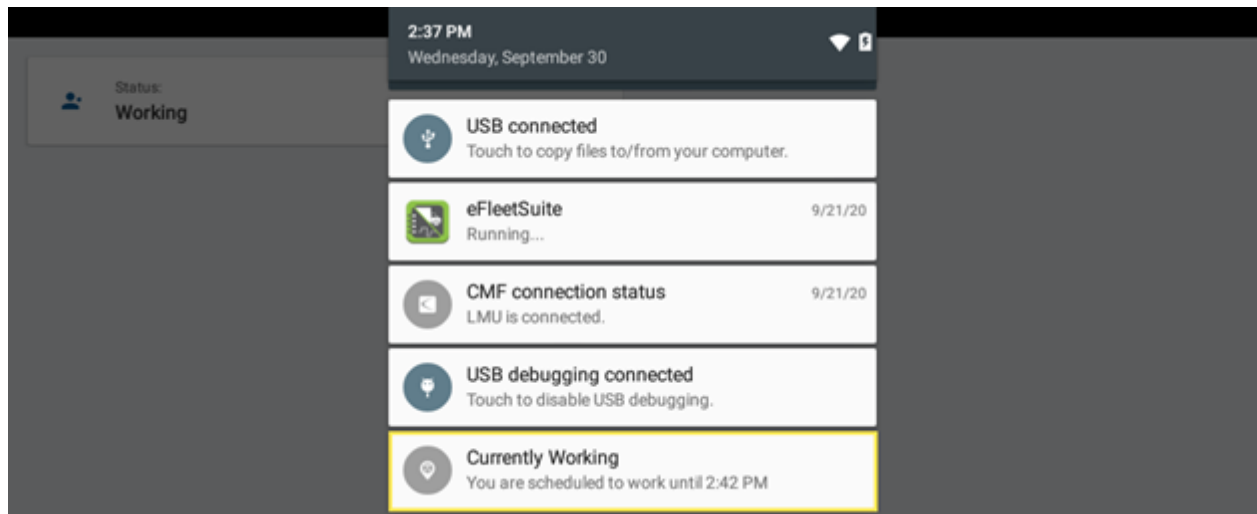 2:37 PM
Wednesday, September 30
Status:
Working
USB connected
Touch to copy files to/from your computer.
eFleetSuite 9/21/20
Running...
CMF connection status 9/21/20
LMU is connected.
USB debugging connected
Touch to disable USB debugging.
Currently Working
You are scheduled to work until 2:42 PM